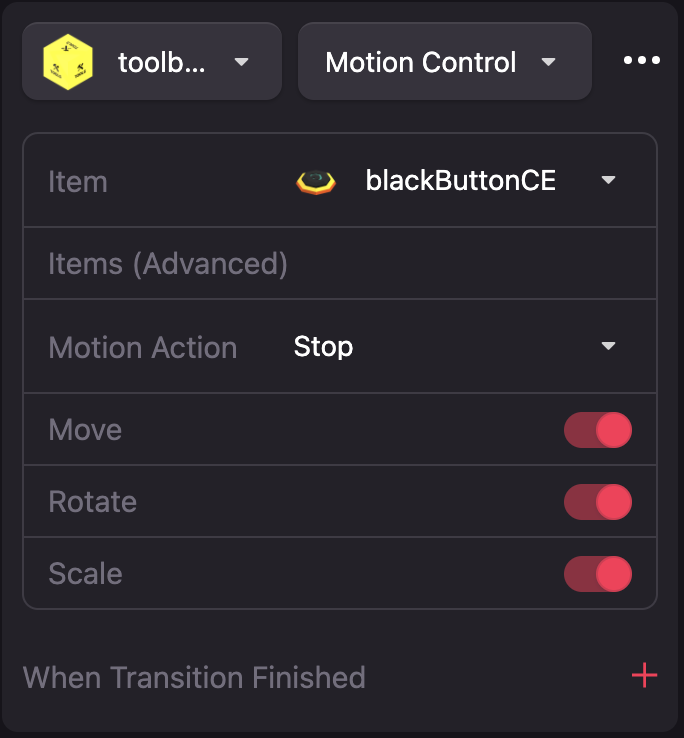 toolb...
Motion Control
Item
blackButtonCE
Items (Advanced)
Motion Action
Stop
Move
Rotate
Scale
When Transition Finished